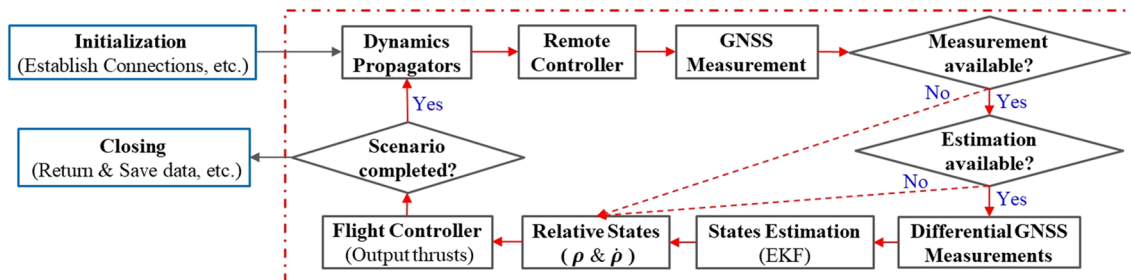 Initialization
(Establish Connections, etc.)
Dynamics
Propagators
Remote
Controller
GNSS
Measurement
Measurement
available?
No
Yes
Yes
Closing
(Return & Save data, etc.)
Scenario
completed?
Estimation
available?
No
Yes
Flight Controller
(Output thrusts)
Relative States
( ρ & ρ̇ )
States Estimation
(EKF)
Differential GNSS
Measurements